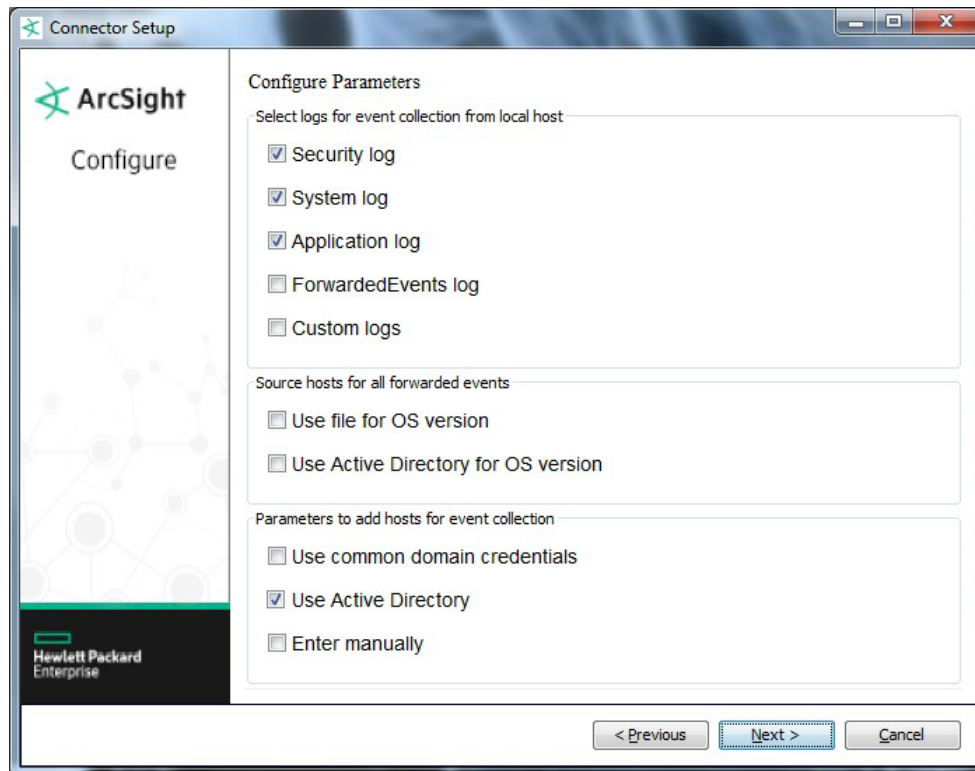 Connector Setup
ArcSight
Configure
Configure Parameters
Select logs for event collection from local host
Security log
System log
Application log
ForwardedEvents log
Custom logs
Source hosts for all forwarded events
Use file for OS version
Use Active Directory for OS version
Parameters to add hosts for event collection
Use common domain credentials
Use Active Directory
Enter manually
Hewlett Packard
Enterprise
< Previous
Next >
Cancel